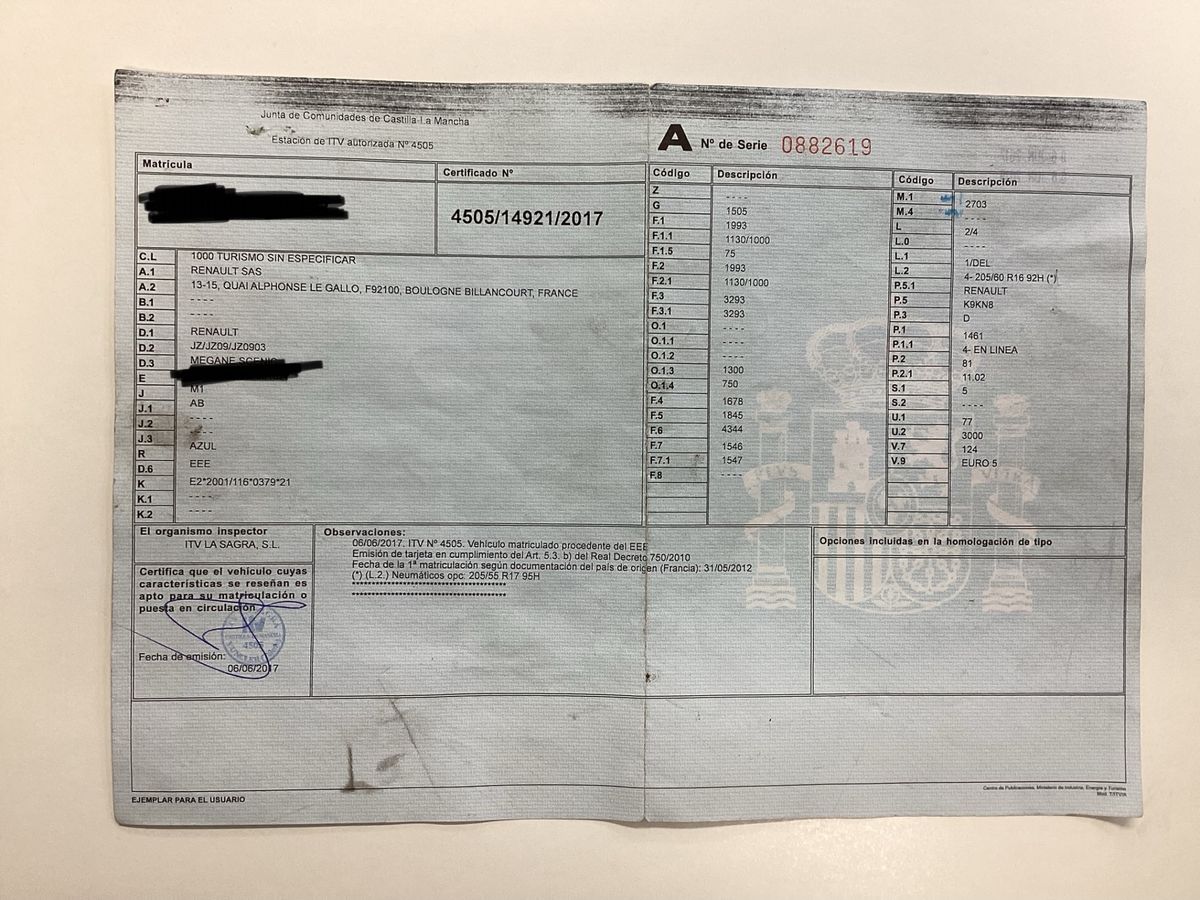 Junta de Comunidades de Castilla-La Mancha
Estación de ITV autorizada Nº 4505
A Nº de Serie 0882619
Matrícula
Certificado Nº
4505/14921/2017
C.L 1000 TURISMO SIN ESPECIFICAR
A.1 RENAULT SAS
A.2 13-15, QUAI ALPHONSE LE GALLO, F92100, BOULOGNE BILLANCOURT, FRANCE
B.1 - - - -
B.2 - - - -
D.1 RENAULT
D.2 JZ/JZ09/JZ0903
D.3 MEGANE SCENIC
E
J M1
J.1 AB
J.2 - - - -
J.3 - - - -
R AZUL
D.6 EEE
K E2*2001/116*0379*21
K.1 - - - -
K.2
Código Descripción
Z - - - -
G 1505
F.1 1993
F.1.1 1130/1000
F.1.5 75
F.2 1993
F.2.1 1130/1000
F.3 3293
F.3.1 3293
O.1 - - - -
O.1.1 - - - -
O.1.2 - - - -
O.1.3 1300
O.1.4 750
F.4 1678
F.5 1845
F.6 4344
F.7 1546
F.7.1 1547
F.8 - - - -
Código Descripción
M.1 2703
M.4 - - - -
L 2/4
L.0 - - - -
L.1 1/DEL
L.2 4- 205/60 R16 92H (*)
P.5.1 RENAULT
P.5 K9KN8
P.3 D
P.1 1461
P.1.1 4- EN LINEA
P.2 81
P.2.1 11.02
S.1 5
S.2 - - - -
U.1 77
U.2 3000
V.7 124
V.9 EURO 5
El organismo inspector
ITV LA SAGRA, S.L.
Certifica que el vehículo cuyas
características se reseñan es
apto para su matriculación o
puesta en circulación
4505
Fecha de emisión:
06/06/2017
Observaciones:
06/06/2017. ITV Nº 4505. Vehículo matriculado procedente del EEE
Emisión de tarjeta en cumplimiento del Art. 5.3. b) del Real Decreto 750/2010
Fecha de la 1ª matriculación según documentación del país de origen (Francia): 31/05/2012
(*) (L.2.) Neumáticos opc: 205/55 R17 95H
****************************************
****************************************
Opciones incluidas en la homologación de tipo
EJEMPLAR PARA EL USUARIO
Centro de Publicaciones. Ministerio de Industria, Energía y Turismo